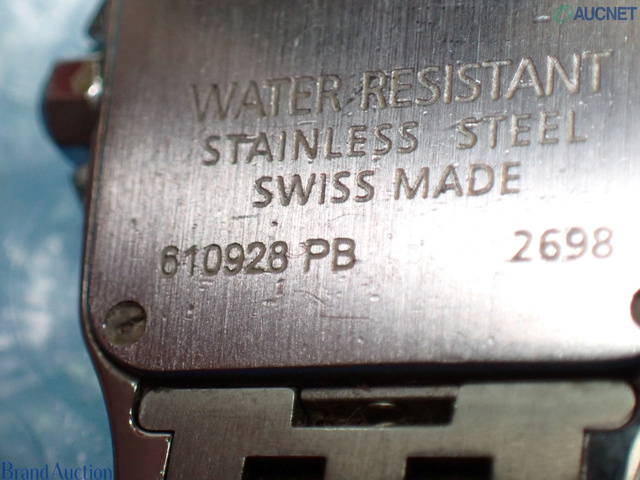 AUCNET
WATER RESISTANT
STAINLESS STEEL
SWISS MADE
610928 PB 2698
BrandAuction